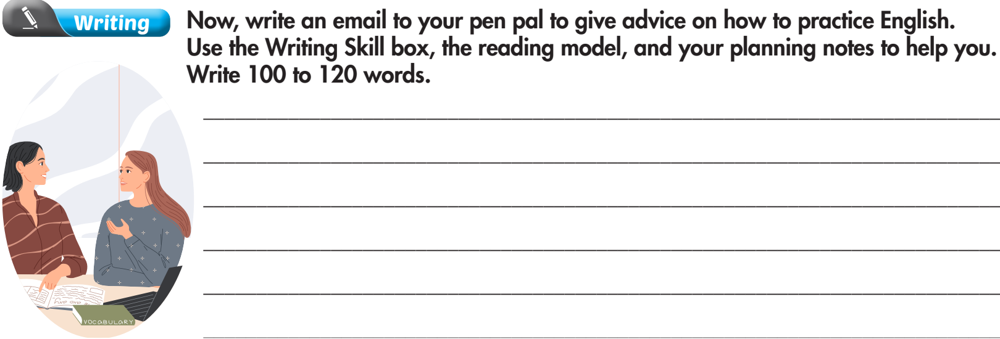 Writing
Now, write an email to your pen pal to give advice on how to practice English.
Use the Writing Skill box, the reading model, and your planning notes to help you.
Write 100 to 120 words.
VOCABULARY